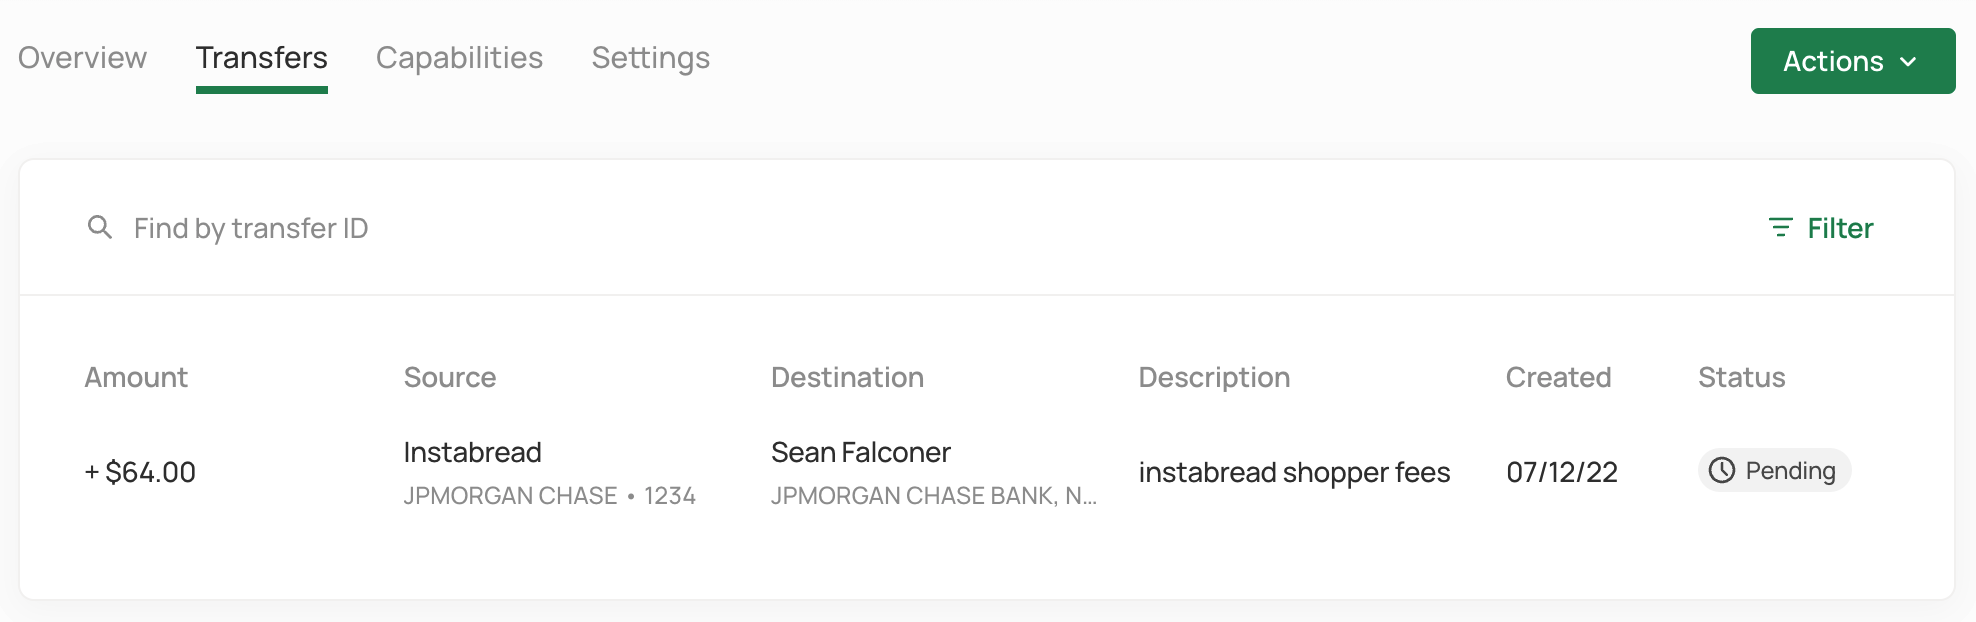 Overview Transfers Capabilities Settings Actions
Find by transfer ID Filter
Amount Source Destination Description Created Status
+ $64.00 Instabread Sean Falconer instabread shopper fees 07/12/22 Pending
JPMORGAN CHASE • 1234 JPMORGAN CHASE BANK, N...